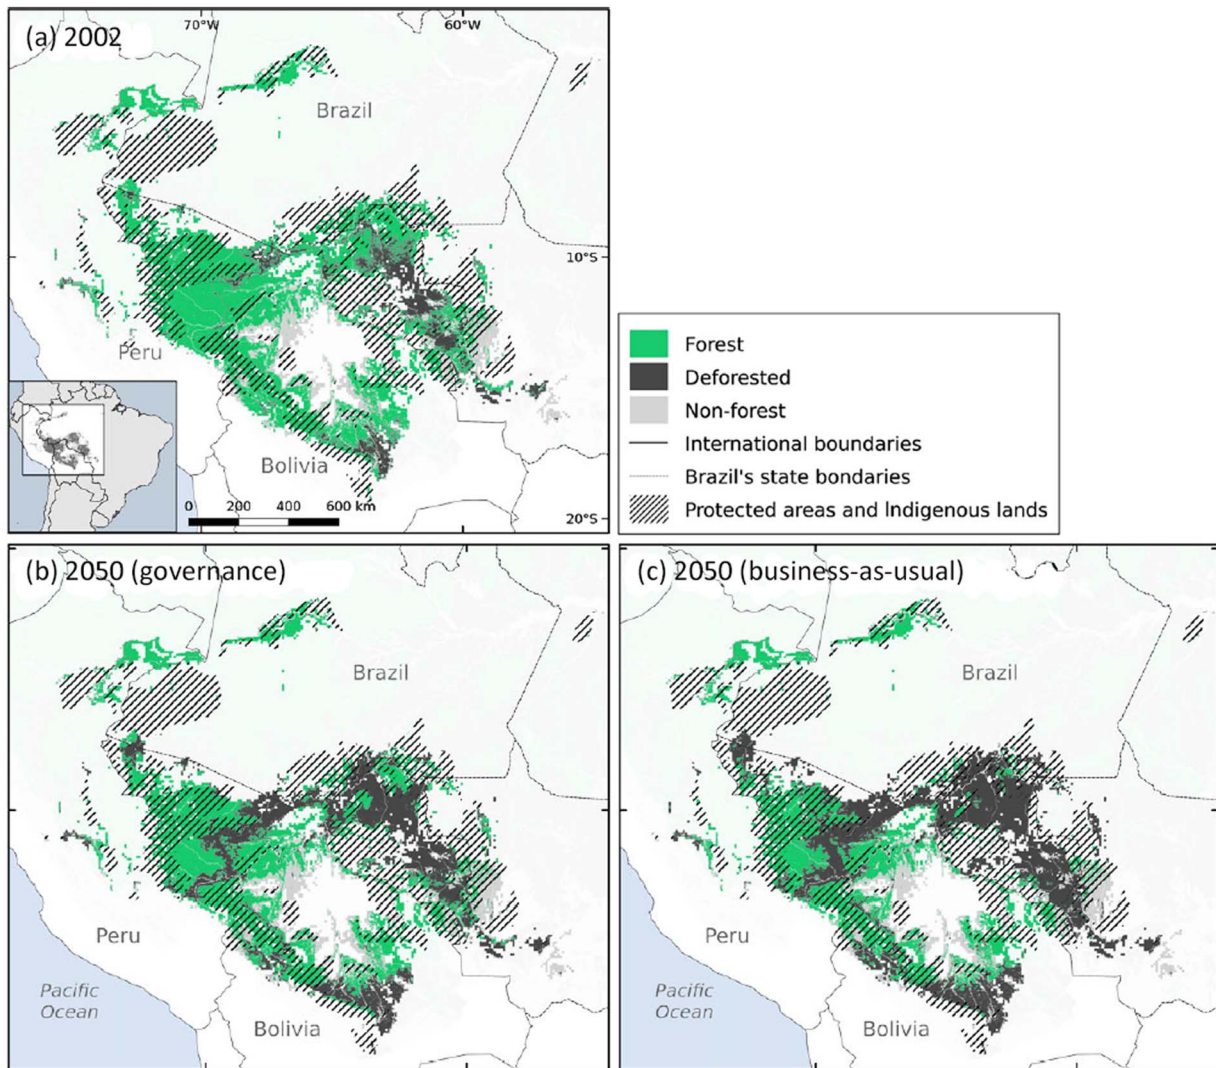 (a) 2002
70°W
60°W
Brazil
10°S
Peru
Bolivia
0 200 400 600 km
20°S
Forest
Deforested
Non-forest
International boundaries
Brazil's state bondaries
Protected areas and Indigenous lands
(b) 2050 (governance)
Brazil
Peru
Pacific
Ocean
Bolivia
(c) 2050 (business-as-usual)
Brazil
Peru
Pacific
Ocean
Bolivia